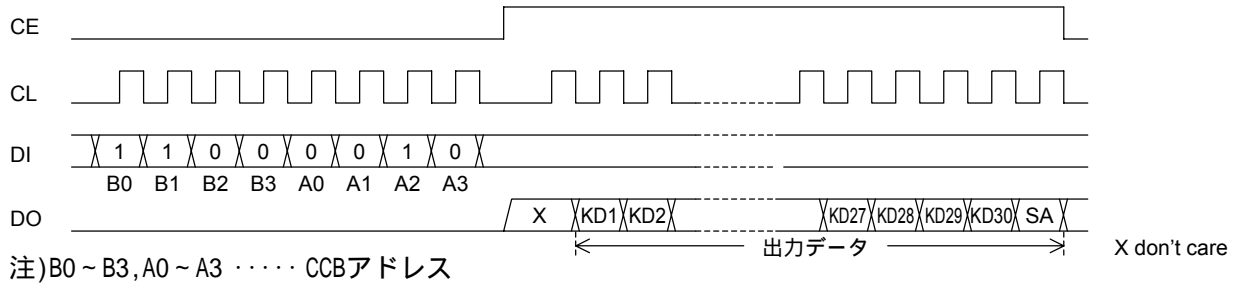 CE
CL
DI 1 1 0 0 0 0 1 0
B0 B1 B2 B3 A0 A1 A2 A3
DO X KD1 KD2 KD27 KD28 KD29 KD30 SA
出力データ X don't care
注)B0~B3,A0~A3 ····· CCBアドレス